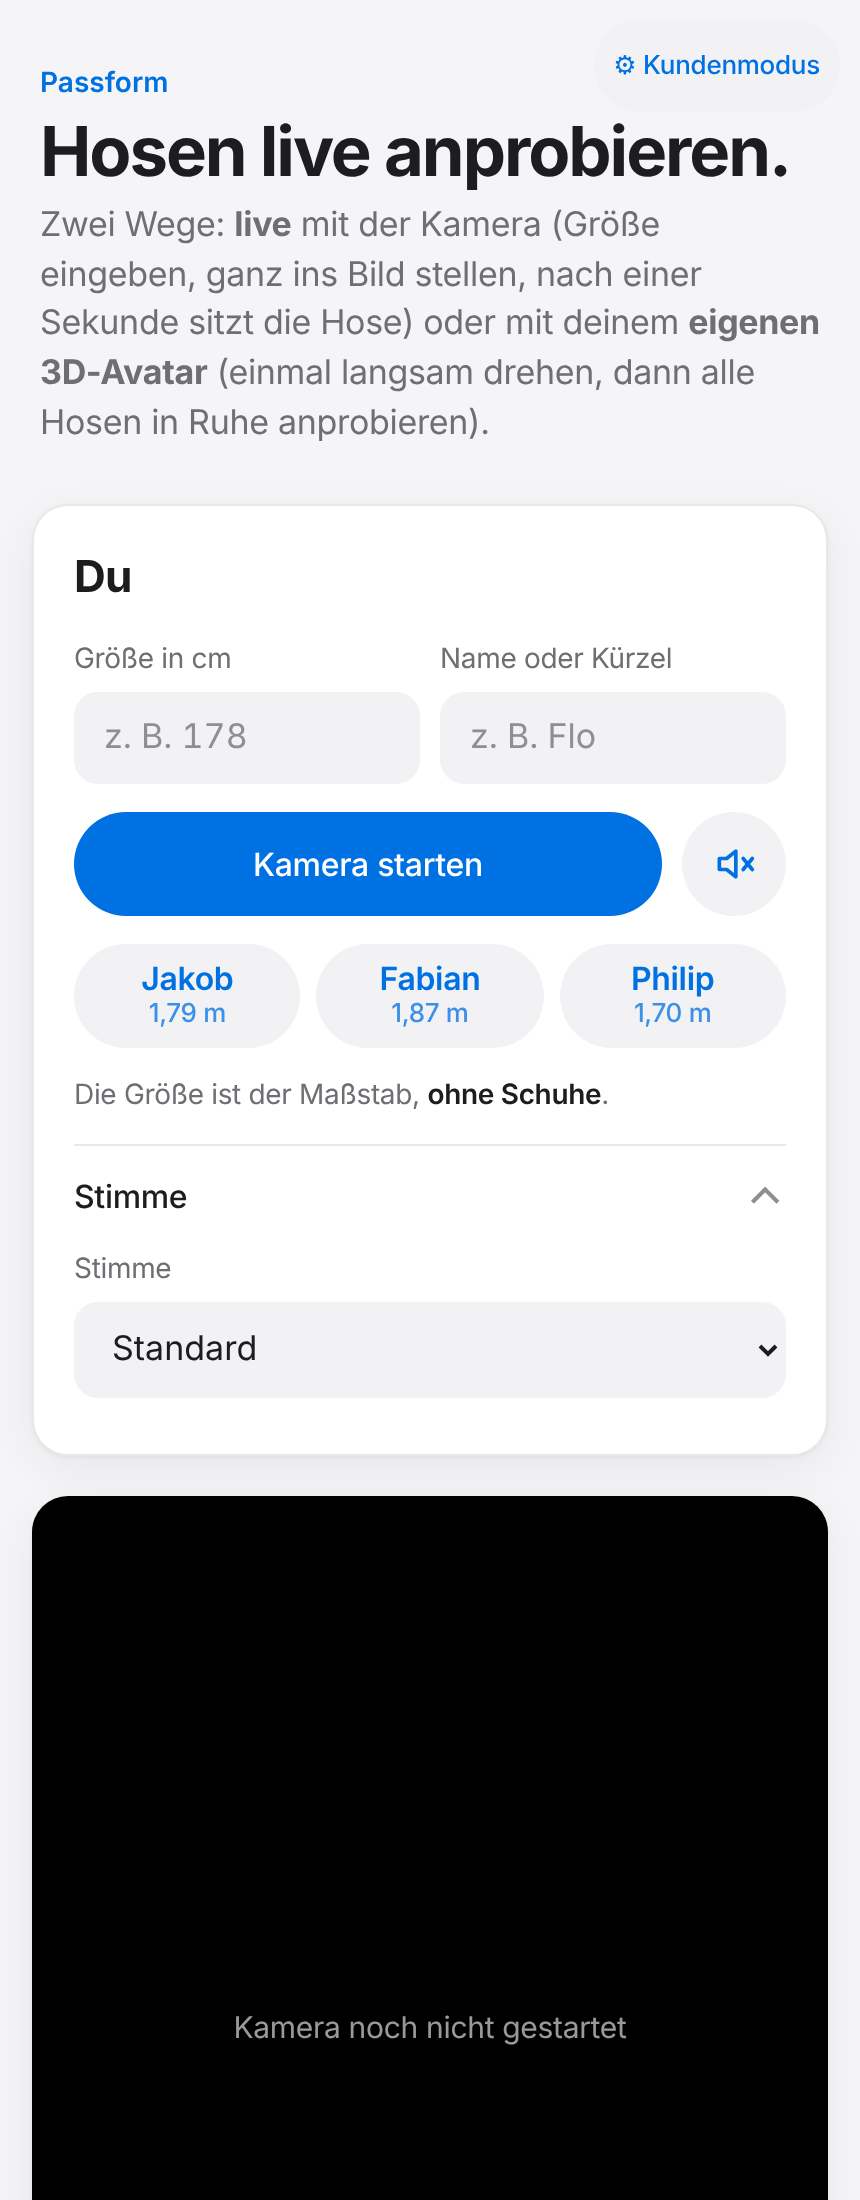 ⚙ Kundenmodus
Passform
Hosen live anprobieren.
Zwei Wege: live mit der Kamera (Größe
eingeben, ganz ins Bild stellen, nach einer
Sekunde sitzt die Hose) oder mit deinem eigenen
3D-Avatar (einmal langsam drehen, dann alle
Hosen in Ruhe anprobieren).
Du
Größe in cm
Name oder Kürzel
z. B. 178
z. B. Flo
Kamera starten
Jakob
1,79 m
Fabian
1,87 m
Philip
1,70 m
Die Größe ist der Maßstab, ohne Schuhe.
Stimme
Stimme
Standard
Kamera noch nicht gestartet